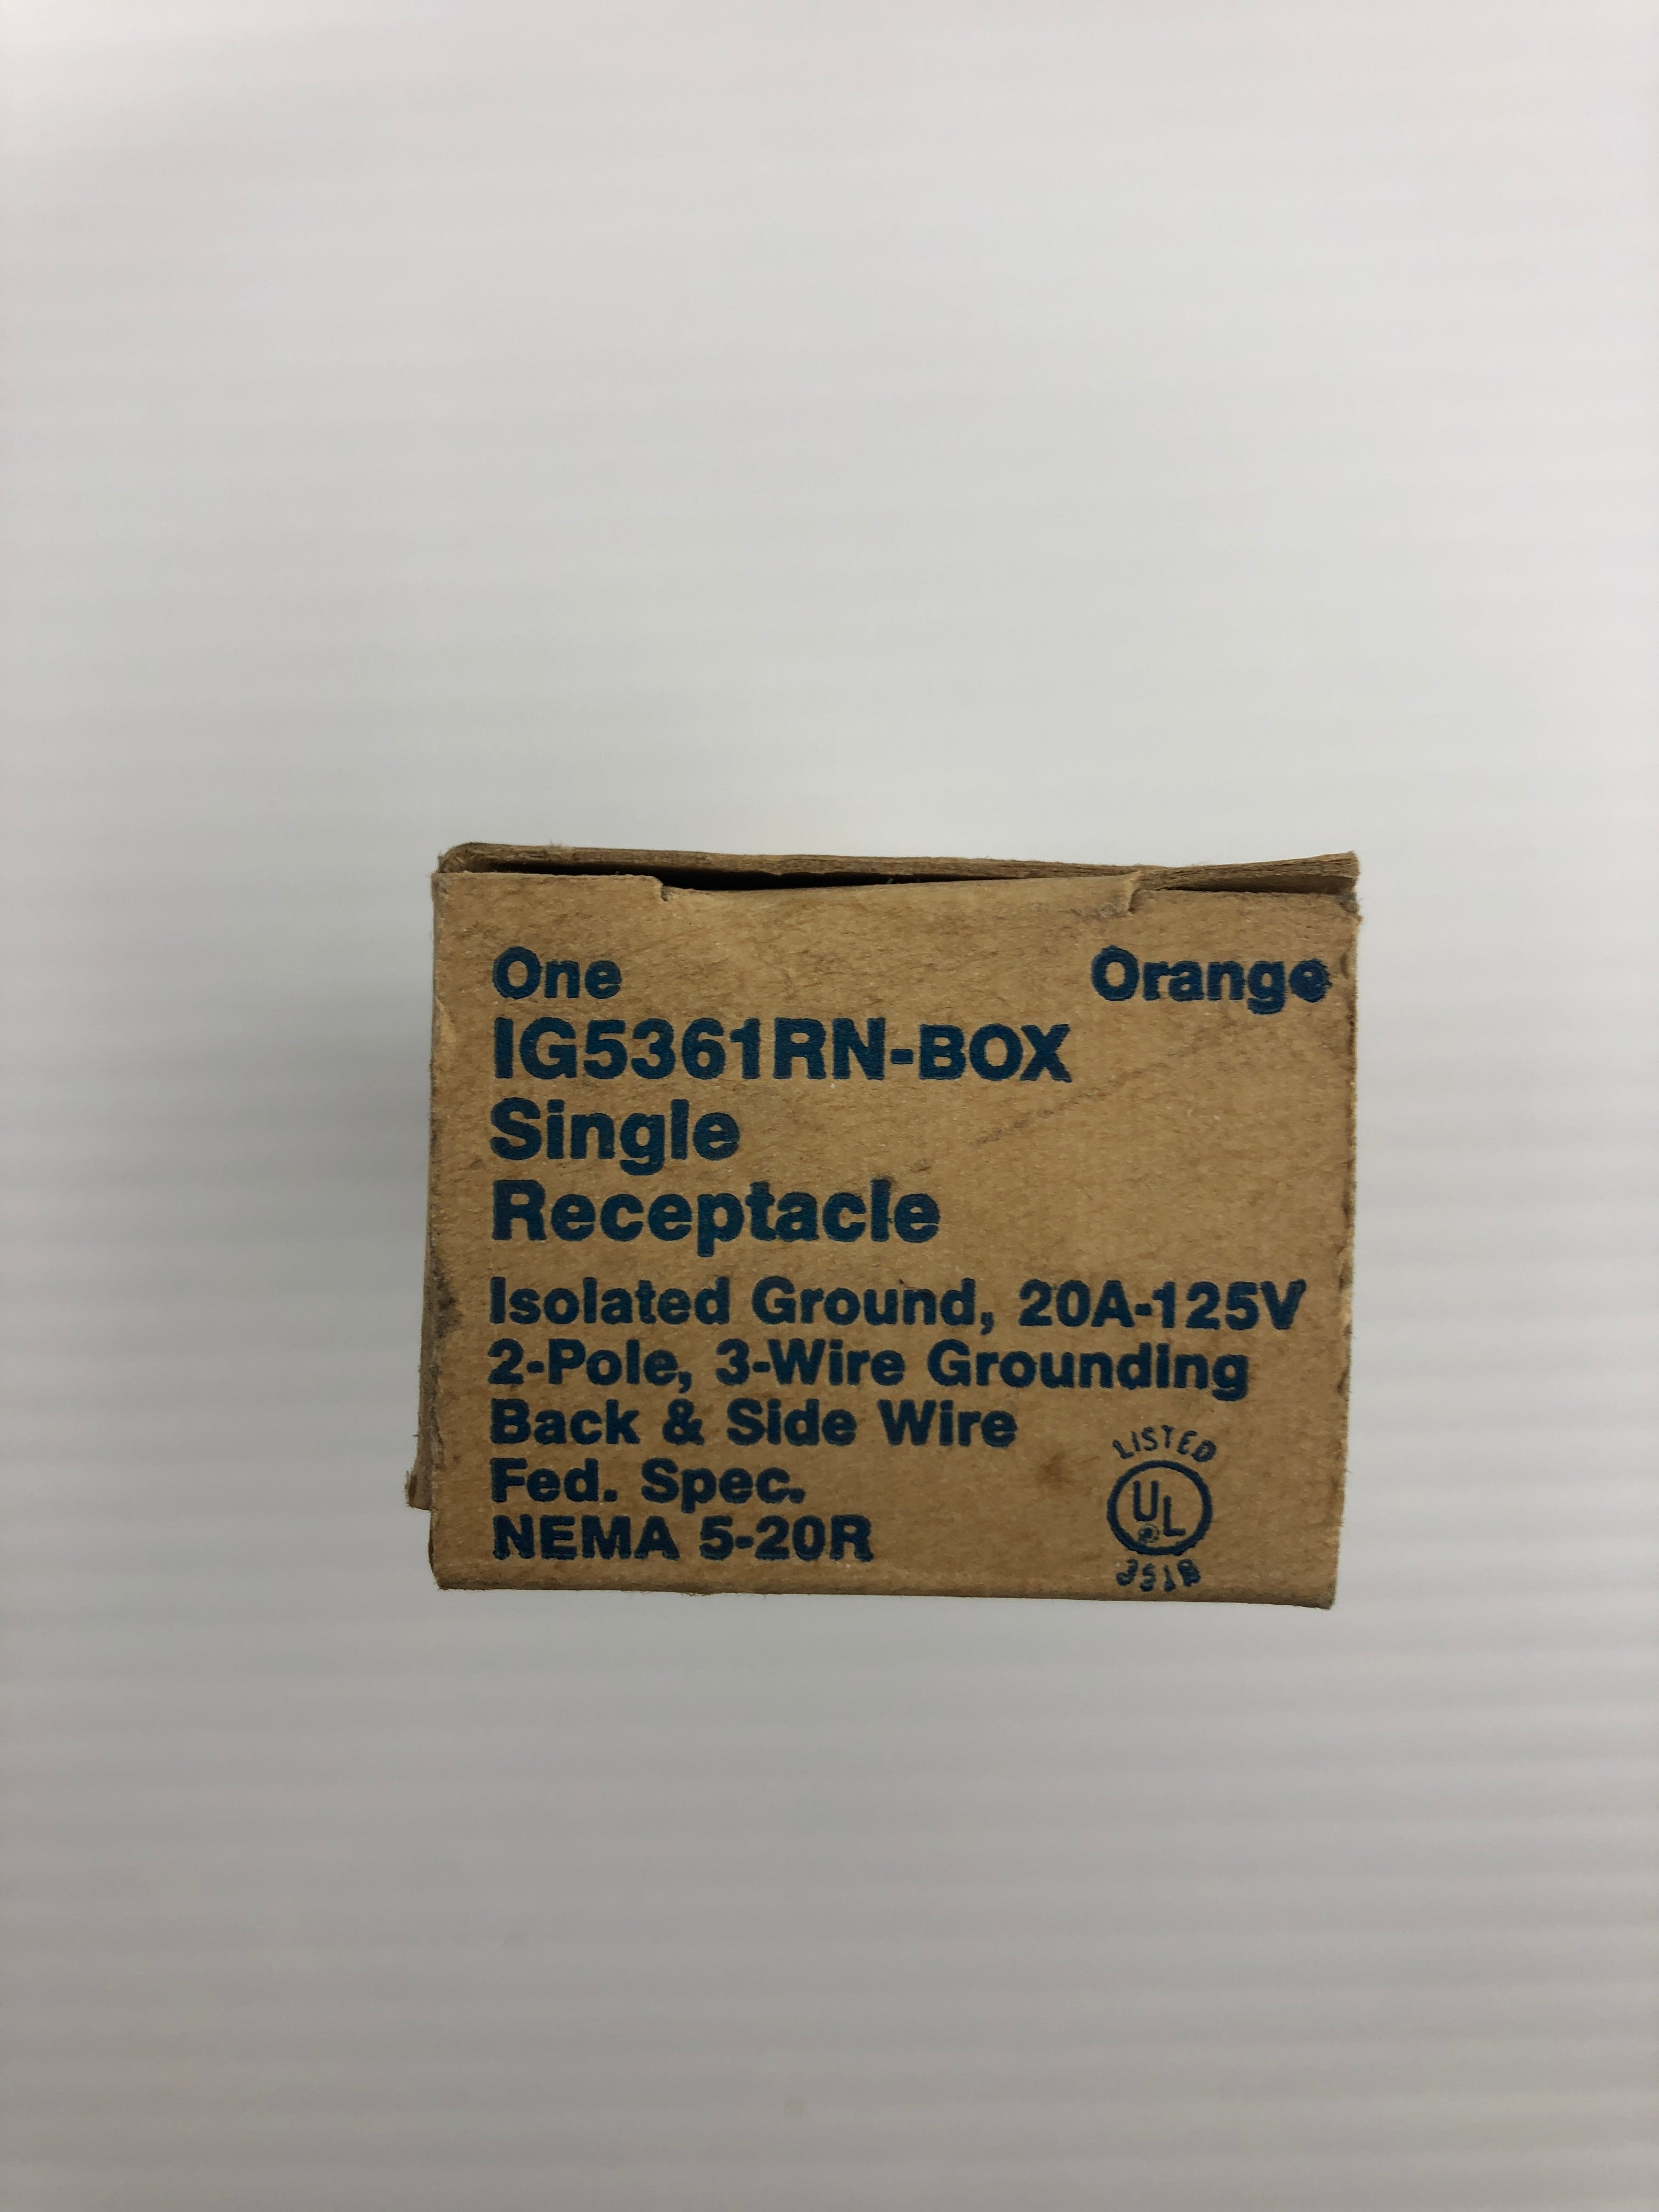 One Orange
IG5361RN-BOX
Single
Receptacle
Isolated Ground, 20A-125V
2-Pole, 3-Wire Grounding
Back & Side Wire
Fed. Spec.
NEMA 5-20R
LISTED
UL